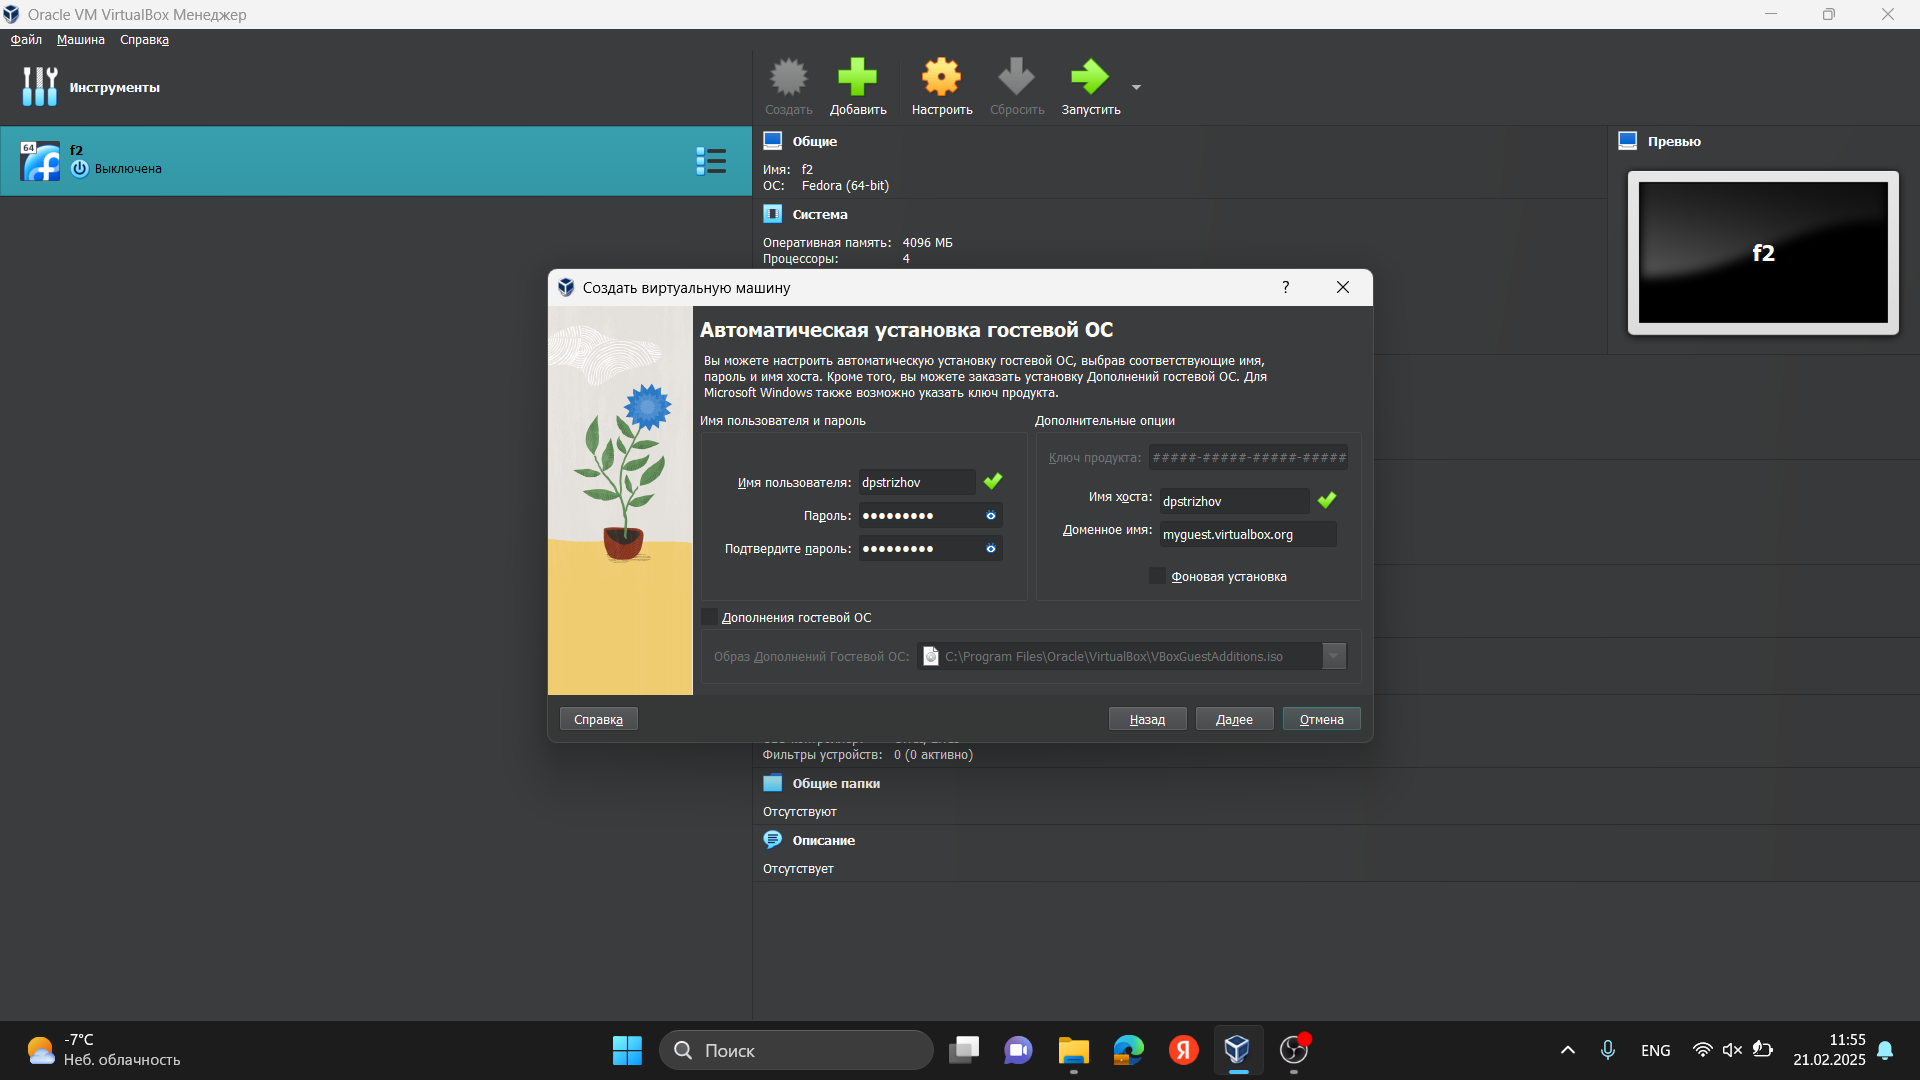 Oracle VM VirtualBox Менеджер
Файл Машина Справка
Инструменты
Создать Добавить Настроить Сбросить Запустить
64
f2
Выключена
Общие
Имя: f2
ОС: Fedora (64-bit)
Система
Оперативная память: 4096 МБ
Процессоры: 4
Превью
f2
Создать виртуальную машину
?
Автоматическая установка гостевой ОС
Вы можете настроить автоматическую установку гостевой ОС, выбрав соответствующие имя,
пароль и имя хоста. Кроме того, вы можете заказать установку Дополнений гостевой ОС. Для
Microsoft Windows также возможно указать ключ продукта.
Имя пользователя и пароль
Имя пользователя: dpstrizhov
Пароль: ●●●●●●●●●
Подтвердите пароль: ●●●●●●●●●
Дополнительные опции
Ключ продукта: #####-#####-#####-#####
Имя хоста: dpstrizhov
Доменное имя: myguest.virtualbox.org
Фоновая установка
Дополнения гостевой ОС
Образ Дополнений Гостевой ОС: C:\Program Files\Oracle\VirtualBox\VBoxGuestAdditions.iso
Справка Назад Далее Отмена
Фильтры устройств: 0 (0 активно)
Общие папки
Отсутствуют
Описание
Отсутствует
-7°C
Неб. облачность
Поиск
Я
ENG
11:55
21.02.2025